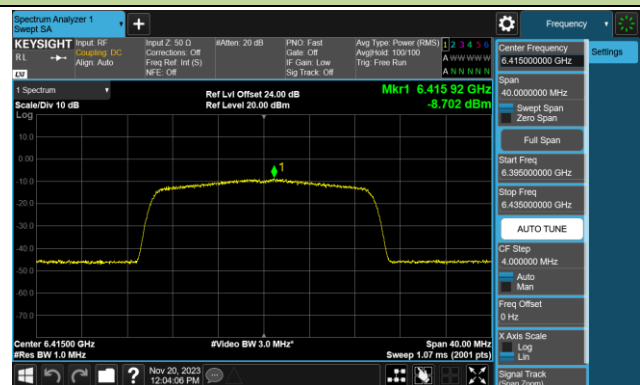 Spectrum Analyzer 1
Swept SA
+
Frequency
KEYSIGHT
RL
LXI
Input: RF
Coupling: DC
Align: Auto
Input Z: 50 Ω
Corrections: Off
Freq Ref: Int (S)
NFE: Off
#Atten: 20 dB
PNO: Fast
Gate: Off
IF Gain: Low
Sig Track: Off
Avg Type: Power (RMS)
Avg|Hold: 100/100
Trig: Free Run
1 2 3 4 5 6
A W W W W W
A N N N N N
Center Frequency
6.415000000 GHz
Settings
Span
40.0000000 MHz
Swept Span
Zero Span
Full Span
Start Freq
6.395000000 GHz
Stop Freq
6.435000000 GHz
AUTO TUNE
CF Step
4.000000 MHz
Auto
Man
Freq Offset
0 Hz
X Axis Scale
Log
Lin
Signal Track
(Span Zoom)
1 Spectrum
Scale/Div 10 dB
Log
Ref Lvl Offset 24.00 dB
Ref Level 20.00 dBm
Mkr1 6.415 92 GHz
-8.702 dBm
10.0
0.00
-10.0
-20.0
-30.0
-40.0
-50.0
-60.0
-70.0
1
Center 6.41500 GHz
#Res BW 1.0 MHz
#Video BW 3.0 MHz*
Span 40.00 MHz
Sweep 1.07 ms (2001 pts)
?
Nov 20, 2023
12:04:06 PM